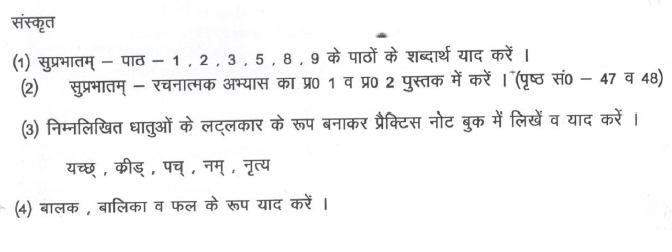 संस्कृत
(1) सुप्रभातम् – पाठ – 1 , 2 , 3 , 5 , 8 , 9 के पाठों के शब्दार्थ याद करें ।
(2) सुप्रभातम् – रचनात्मक अभ्यास का प्र0 1 व प्र0 2 पुस्तक में करें । (पृष्ठ सं0 – 47 व 48)
(3) निम्नलिखित धातुओं के लट्लकार के रूप बनाकर प्रैक्टिस नोट बुक में लिखें व याद करें ।
यच्छ् , क्रीड् , पच् , नम् , नृत्य
(4) बालक , बालिका व फल के रूप याद करें ।